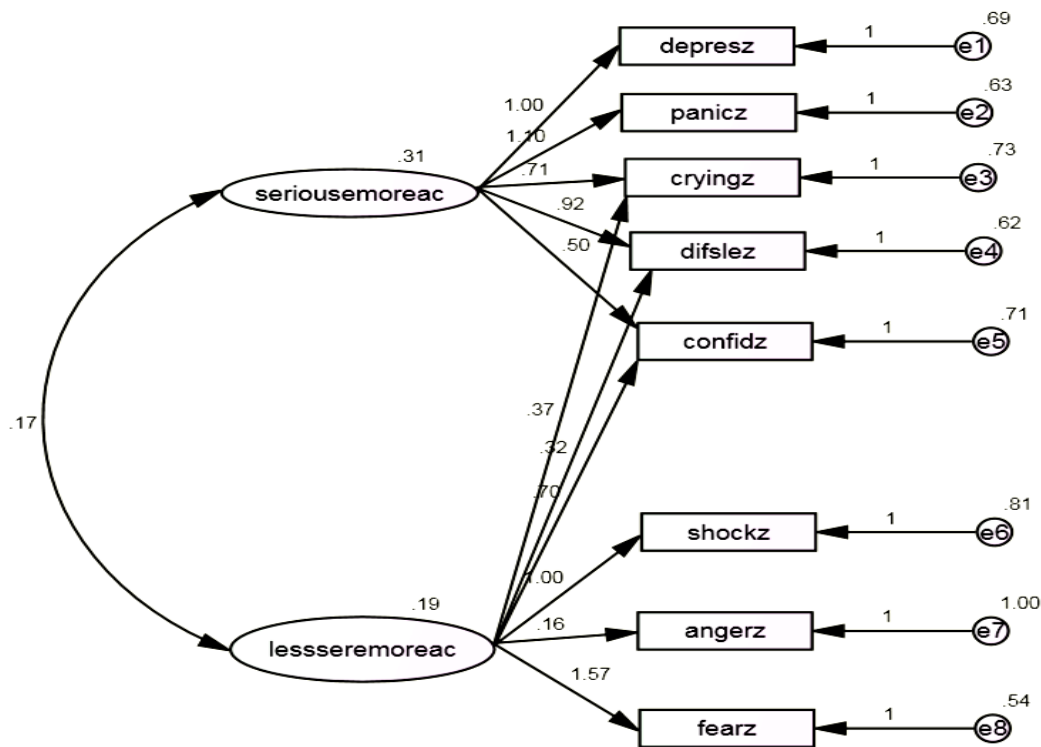 .69
depresz
1
e1
.63
1.00
panicz
1
e2
1.10
.31
.73
.71
cryingz
1
e3
seriousemoreac
.92
.62
difslez
1
e4
.50
.71
confidz
1
e5
.17
.37
.32
.70
.81
shockz
1
e6
1.00
.19
1.00
.16
angerz
1
e7
lessseremoreac
1.57
.54
fearz
1
e8